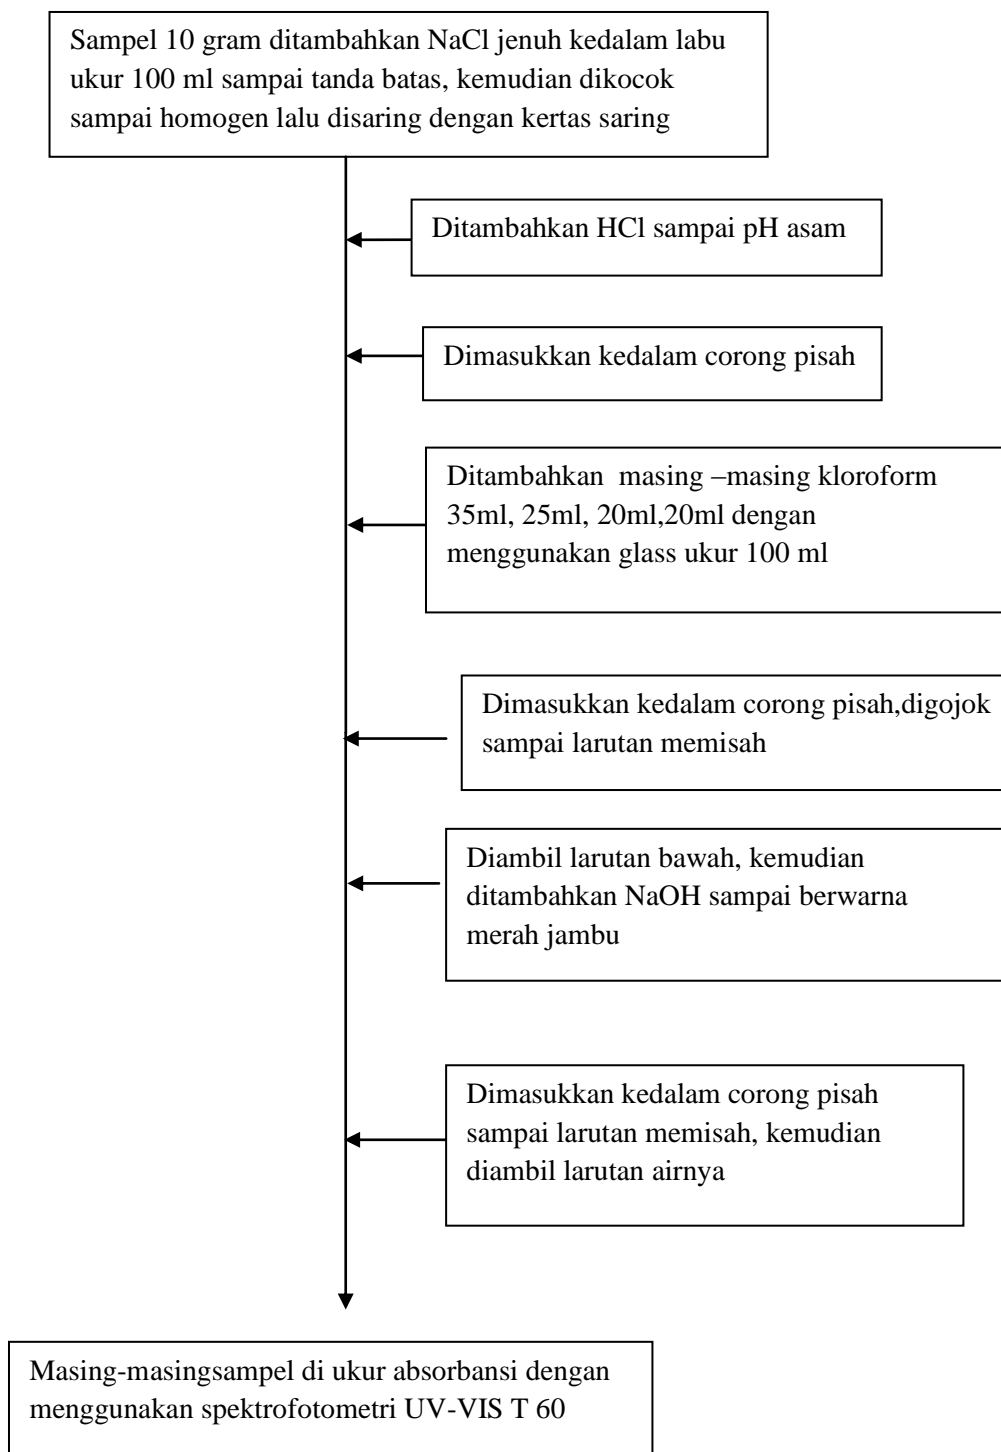 Sampel 10 gram ditambahkan NaCl jenuh kedalam labu
ukur 100 ml sampai tanda batas, kemudian dikocok
sampai homogen lalu disaring dengan kertas saring
Ditambahkan HCl sampai pH asam
Dimasukkan kedalam corong pisah
Ditambahkan  masing –masing kloroform
35ml, 25ml, 20ml,20ml dengan
menggunakan glass ukur 100 ml
Dimasukkan kedalam corong pisah,digojok
sampai larutan memisah
Diambil larutan bawah, kemudian
ditambahkan NaOH sampai berwarna
merah jambu
Dimasukkan kedalam corong pisah
sampai larutan memisah, kemudian
diambil larutan airnya
Masing-masingsampel di ukur absorbansi dengan
menggunakan spektrofotometri UV-VIS T 60